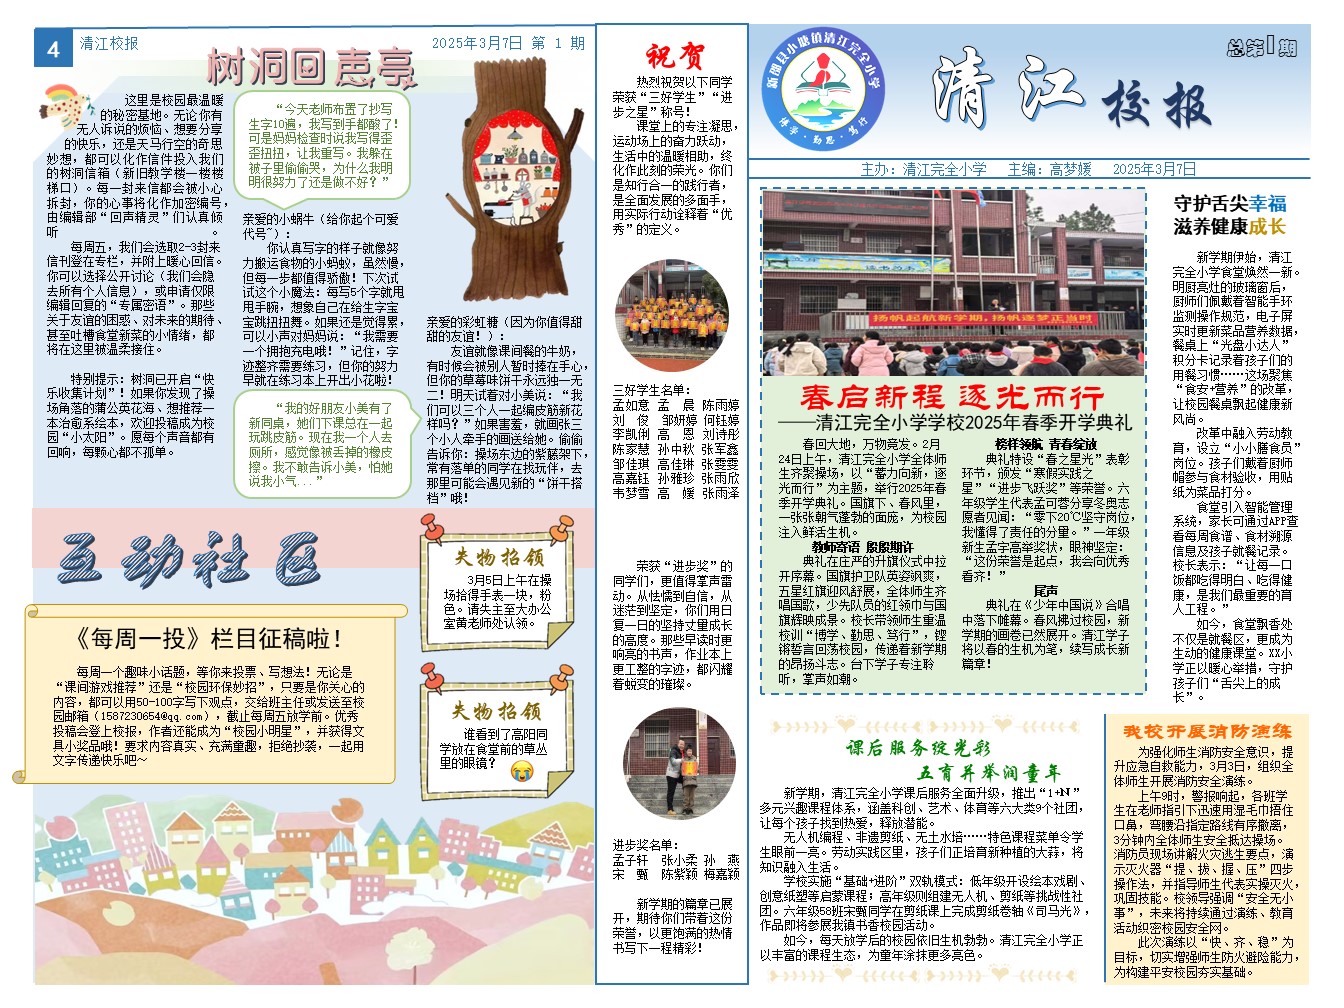 4
清江校报
2025年3月7日 第 1 期
树洞回声亭
这里是校园最温暖
的秘密基地。无论你有
无人诉说的烦恼、想要分享
的快乐，还是天马行空的奇思
妙想，都可以化作信件投入我们
的树洞信箱（新旧教学楼一楼楼
梯口）。每一封来信都会被小心
拆封，你的心事将化作加密编号，
由编辑部“回声精灵”们认真倾
听。
每周五，我们会选取2-3封来
信刊登在专栏，并附上暖心回信。
你可以选择公开讨论（我们会隐
去所有个人信息），或申请仅限
编辑回复的“专属密语”。那些
关于友谊的困惑、对未来的期待、
甚至吐槽食堂新菜的小情绪，都
将在这里被温柔接住。
特别提示：树洞已开启“快
乐收集计划”！如果你发现了操
场角落的蒲公英花海、想推荐一
本治愈系绘本，欢迎投稿成为校
园“小太阳”。愿每个声音都有
回响，每颗心都不孤单。
“今天老师布置了抄写
生字10遍，我写到手都酸了！
可是妈妈检查时说我写得歪
歪扭扭，让我重写。我躲在
被子里偷偷哭，为什么我明
明很努力了还是做不好？”
亲爱的小蜗牛（给你起个可爱
代号~）：
你认真写字的样子就像努
力搬运食物的小蚂蚁，虽然慢，
但每一步都值得骄傲！下次试
试这个小魔法：每写5个字就甩
甩手腕，想象自己在给生字宝
宝跳扭扭舞。如果还是觉得累，
可以小声对妈妈说：“我需要
一个拥抱充电哦！”记住，字
迹整齐需要练习，但你的努力
早就在练习本上开出小花啦！
“我的好朋友小美有了
新同桌，她们下课总在一起
玩跳皮筋。现在我一个人去
厕所，感觉像被丢掉的橡皮
擦。我不敢告诉小美，怕她
说我小气...”
亲爱的彩虹糖（因为你值得甜
甜的友谊！）：
友谊就像课间餐的牛奶，
有时候会被别人暂时捧在手心，
但你的草莓味饼干永远独一无
二！明天试着对小美说：“我
们可以三个人一起编皮筋新花
样吗？”如果害羞，就画张三
个小人牵手的画送给她。偷偷
告诉你：操场东边的紫藤架下，
常有落单的同学在找玩伴，去
那里可能会遇见新的“饼干搭
档”哦！
互动社区
《每周一投》栏目征稿啦！
每周一个趣味小话题，等你来投票、写想法！无论是
“课间游戏推荐”还是“校园环保妙招”，只要是你关心的
内容，都可以用50-100字写下观点，交给班主任或发送至校
园邮箱（1587230654@qq.com），截止每周五放学前。优秀
投稿会登上校报，作者还能成为“校园小明星”，并获得文
具小奖品哦！要求内容真实、充满童趣，拒绝抄袭，一起用
文字传递快乐吧～
失物招领
3月5日上午在操
场拾得手表一块，粉
色。请失主至大办公
室黄老师处认领。
失物招领
谁看到了高阳同
学放在食堂前的草丛
里的眼镜？
祝贺
热烈祝贺以下同学
荣获“三好学生”“进
步之星”称号！
课堂上的专注凝思，
运动场上的奋力跃动，
生活中的温暖相助，终
化作此刻的荣光。你们
是知行合一的践行者，
是全面发展的多面手，
用实际行动诠释着“优
秀”的定义。
三好学生名单：
孟如意 孟　晨 陈雨婷
刘　俊 邹妍婷 何钰婷
李凯俐 高　恩 刘诗彤
陈家慧 孙中秋 张军鑫
邹佳琪 高佳琳 张雯雯
高嘉钰 孙雅珍 张雨欣
韦梦雪 高　媛 张雨泽
荣获“进步奖”的
同学们，更值得掌声雷
动。从怯懦到自信，从
迷茫到坚定，你们用日
复一日的坚持丈量成长
的高度。那些早读时更
响亮的书声，作业本上
更工整的字迹，都闪耀
着蜕变的璀璨。
进步奖名单：
孟子轩　张小柔 孙　燕
宋　甄　陈紫颖 梅嘉颖
新学期的篇章已展
开，期待你们带着这份
荣誉，以更饱满的热情
书写下一程精彩！
新邵县小塘镇清江完全小学
博学·勤思·笃行
清江校报
总第1期
主办：清江完全小学　主编：高梦媛　2025年3月7日
扬帆起航新学期，扬帆逐梦正当时
春启新程 逐光而行
——清江完全小学学校2025年春季开学典礼
春回大地，万物竞发。2月
24日上午，清江完全小学全体师
生齐聚操场，以“蓄力向新，逐
光而行”为主题，举行2025年春
季开学典礼。国旗下、春风里，
一张张朝气蓬勃的面庞，为校园
注入鲜活生机。
教师寄语 殷殷期许
典礼在庄严的升旗仪式中拉
开序幕。国旗护卫队英姿飒爽，
五星红旗迎风舒展，全体师生齐
唱国歌，少先队员的红领巾与国
旗辉映成景。校长带领师生重温
校训“博学、勤思、笃行”，铿
锵誓言回荡校园，传递着新学期
的昂扬斗志。台下学子专注聆
听，掌声如潮。
榜样领航 青春绽放
典礼特设“春之星光”表彰
环节，颁发“寒假实践之
星”“进步飞跃奖”等荣誉。六
年级学生代表孟可蓉分享冬奥志
愿者见闻：“零下20℃坚守岗位，
我懂得了责任的分量。”一年级
新生孟宇高举奖状，眼神坚定：
“这份荣誉是起点，我会向优秀
看齐！”
尾声
典礼在《少年中国说》合唱
中落下帷幕。春风拂过校园，新
学期的画卷已然展开。清江学子
将以春的生机为笔，续写成长新
篇章！
守护舌尖幸福
滋养健康成长
新学期伊始，清江
完全小学食堂焕然一新。
明厨亮灶的玻璃窗后，
厨师们佩戴着智能手环
监测操作规范，电子屏
实时更新菜品营养数据，
餐桌上“光盘小达人”
积分卡记录着孩子们的
用餐习惯……这场聚焦
“食安+营养”的改革，
让校园餐桌飘起健康新
风尚。
改革中融入劳动教
育，设立“小小膳食员”
岗位。孩子们戴着厨师
帽参与食材验收，用贴
纸为菜品打分。
食堂引入智能管理
系统，家长可通过APP查
看每周食谱、食材溯源
信息及孩子就餐记录。
校长表示：“让每一口
饭都吃得明白、吃得健
康，是我们最重要的育
人工程。”
如今，食堂飘香处
不仅是就餐区，更成为
生动的健康课堂。XX小
学正以暖心举措，守护
孩子们“舌尖上的成
长”。
课后服务绽光彩
五育并举润童年
新学期，清江完全小学课后服务全面升级，推出“1+N”
多元兴趣课程体系，涵盖科创、艺术、体育等六大类9个社团，
让每个孩子找到热爱，释放潜能。
无人机编程、非遗剪纸、无土水培……特色课程菜单令学
生眼前一亮。劳动实践区里，孩子们正培育新种植的大蒜，将
知识融入生活。
学校实施“基础+进阶”双轨模式：低年级开设绘本戏剧、
创意纸塑等启蒙课程；高年级则组建无人机、剪纸等挑战性社
团。六年级58班宋甄同学在剪纸课上完成剪纸卷轴《司马光》，
作品即将参展我镇书香校园活动。
如今，每天放学后的校园依旧生机勃勃。清江完全小学正
以丰富的课程生态，为童年涂抹更多亮色。
我校开展消防演练
为强化师生消防安全意识，提
升应急自救能力，3月3日，组织全
体师生开展消防安全演练。
上午9时，警报响起，各班学
生在老师指引下迅速用湿毛巾捂住
口鼻，弯腰沿指定路线有序撤离，
3分钟内全体师生安全抵达操场。
消防员现场讲解火灾逃生要点，演
示灭火器“提、拔、握、压”四步
操作法，并指导师生代表实操灭火，
巩固技能。校领导强调“安全无小
事”，未来将持续通过演练、教育
活动织密校园安全网。
此次演练以“快、齐、稳”为
目标，切实增强师生防火避险能力，
为构建平安校园夯实基础。